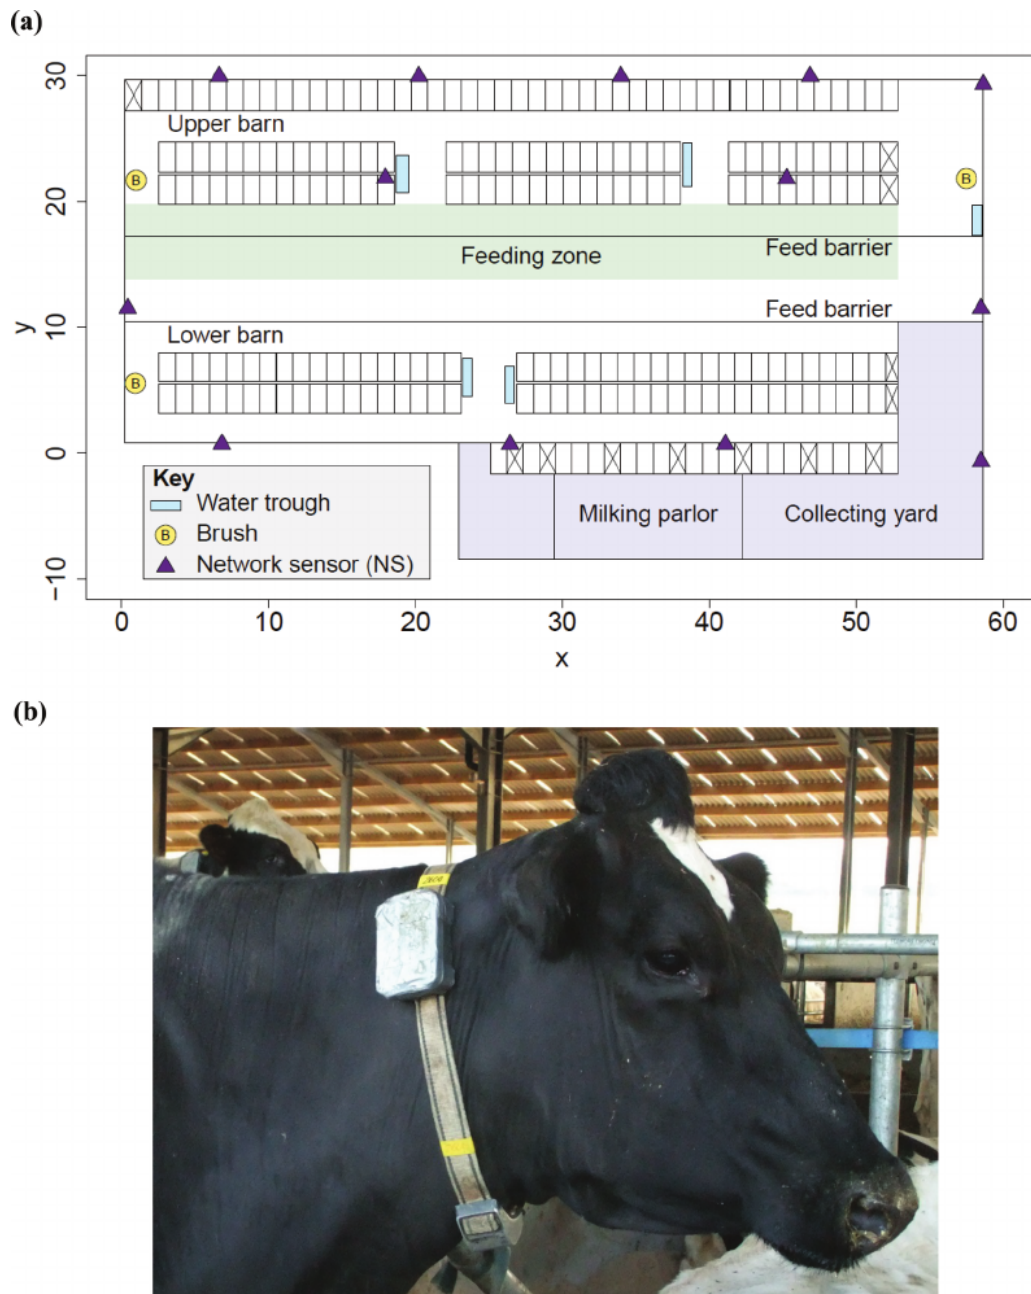 (a)
30
20
10
0
−10
y
Upper barn
B
B
Feeding zone
Feed barrier
Feed barrier
Lower barn
B
Key
Water trough
B Brush
Network sensor (NS)
Milking parlor
Collecting yard
0 10 20 30 40 50 60
x
(b)